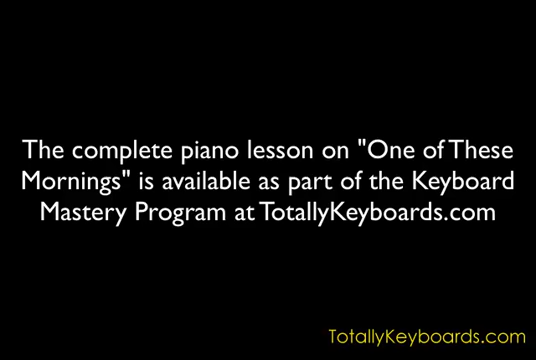 The complete piano lesson on "One of These
Mornings" is available as part of the Keyboard
Mastery Program at TotallyKeyboards.com
TotallyKeyboards.com